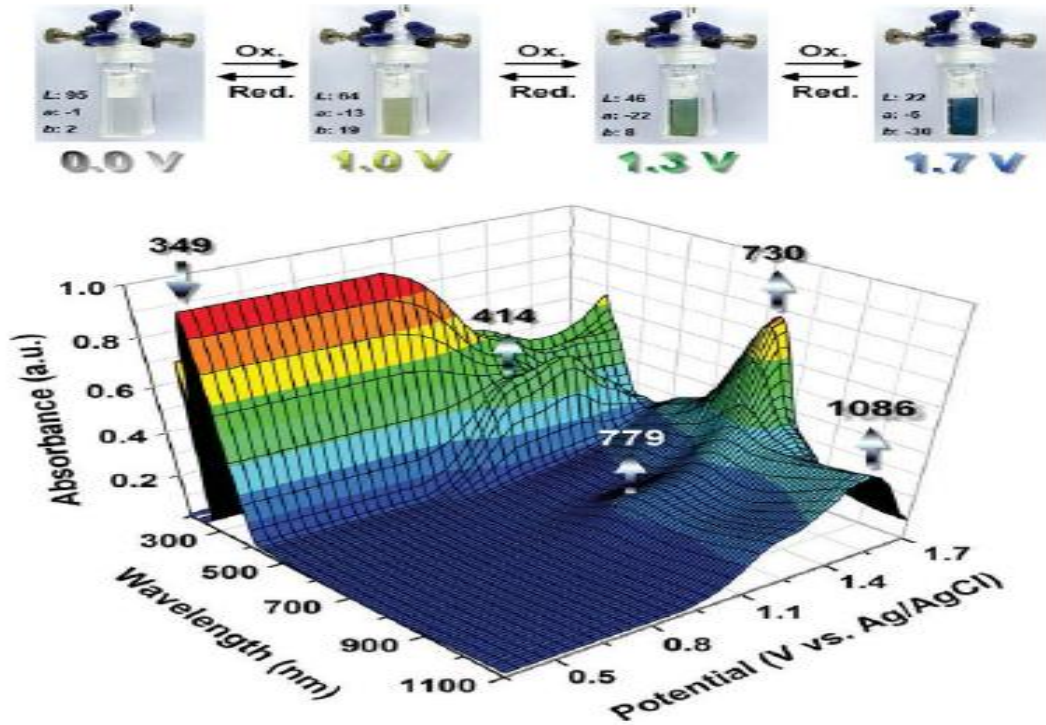 Ox. Ox. Ox.
Red. Red. Red.
L: 95 L: 64 L: 46 L: 22
a: -1 a: -13 a: -22 a: -5
b: 2 b: 19 b: 8 b: -30
0.0 V 1.0 V 1.3 V 1.7 V
349
730
414
1086
779
1.0
0.8
0.6
0.4
0.2
Absorbance (a.u.)
300
500
700
900
1100
Wavelength (nm)
0.5
0.8
1.1
1.4
1.7
Potential (V vs. Ag/AgCl)